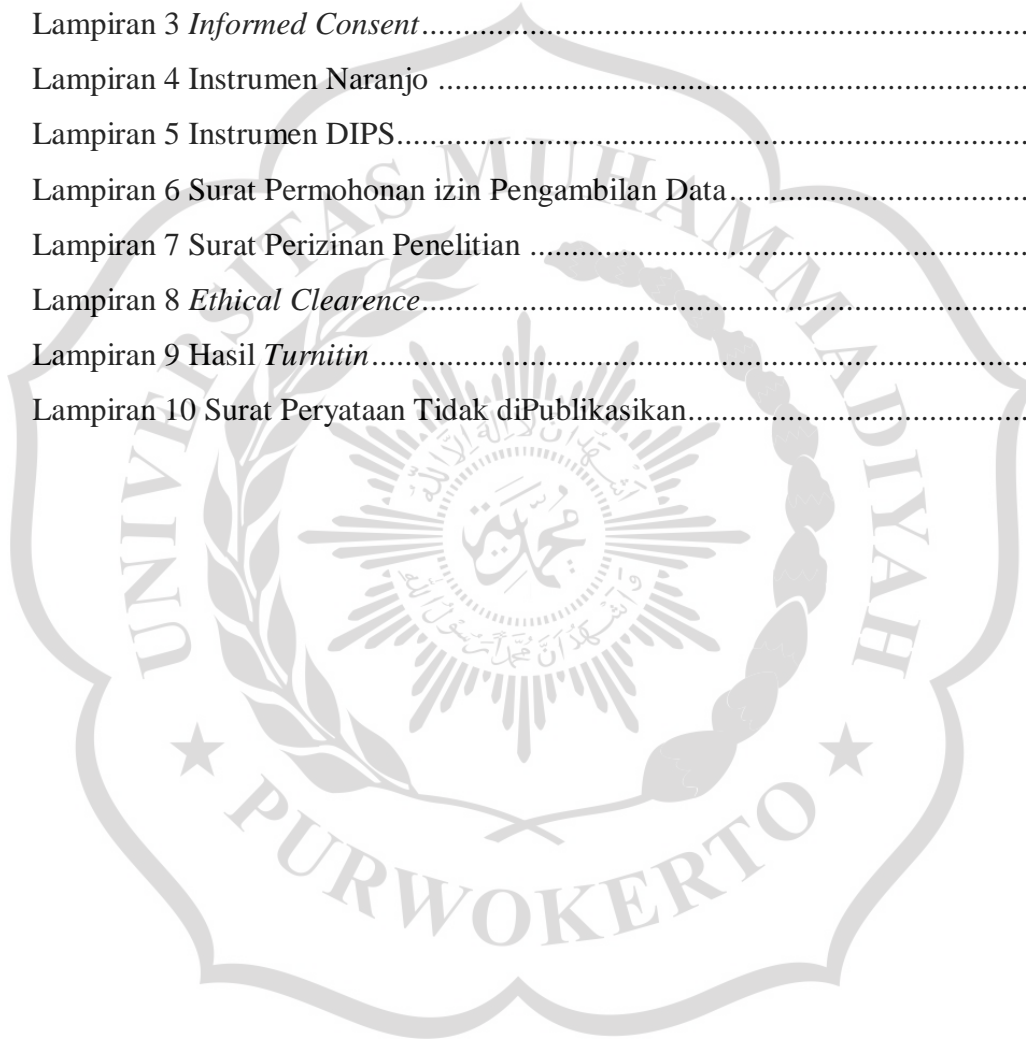 Lampiran 3 Informed Consent................................................................................
Lampiran 4 Instrumen Naranjo ..............................................................................
Lampiran 5 Instrumen DIPS...................................................................................
Lampiran 6 Surat Permohonan izin Pengambilan Data........................................
Lampiran 7 Surat Perizinan Penelitian ..................................................................
Lampiran 8 Ethical Clearence................................................................................
Lampiran 9 Hasil Turnitin......................................................................................
Lampiran 10 Surat Peryataan Tidak diPublikasikan.............................................
UNIVERSITAS MUHAMMADIYAH
PURWOKERTO